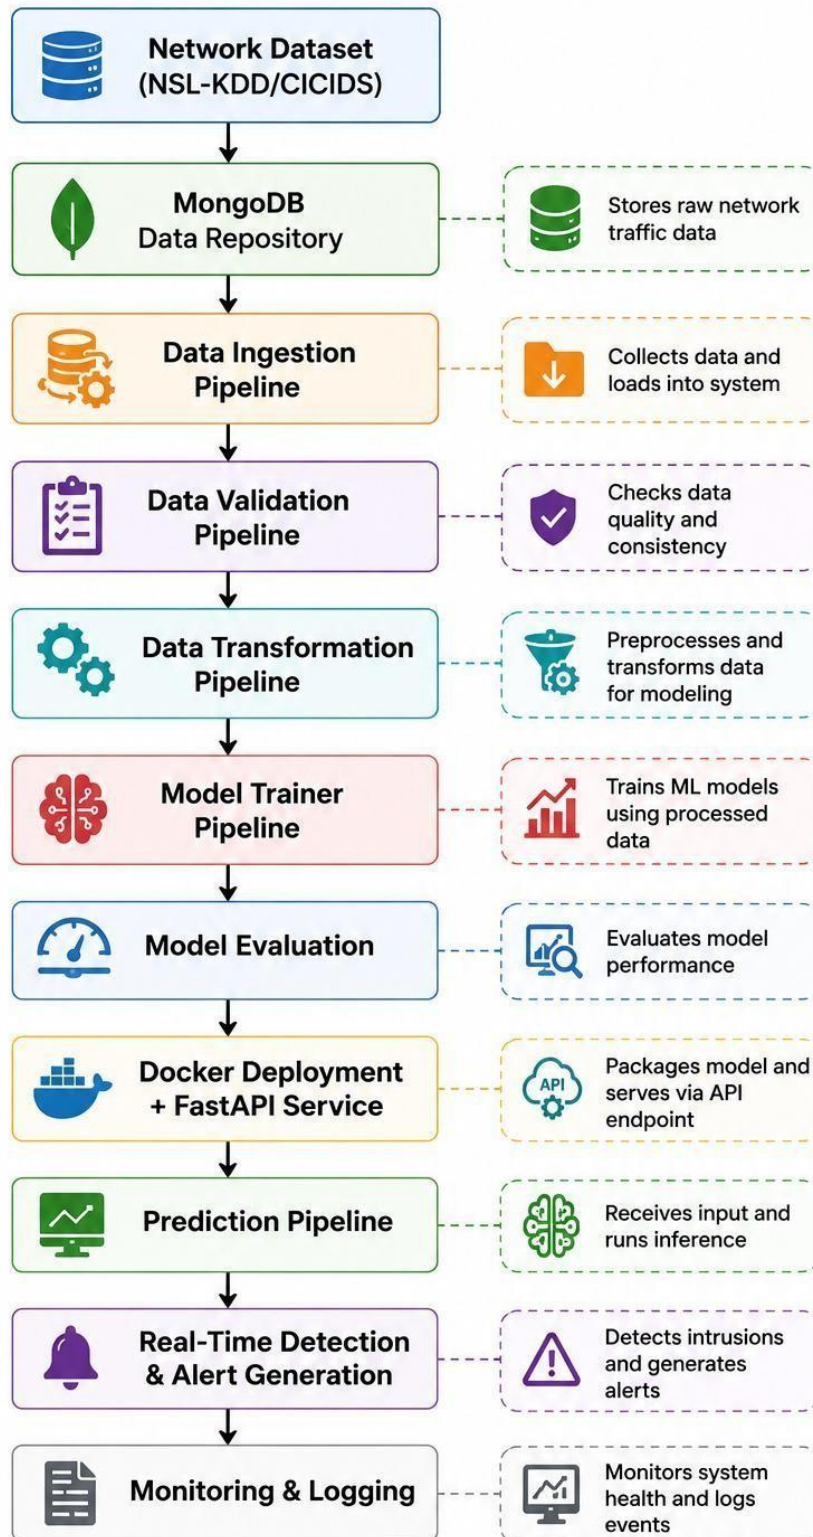 Network Dataset
(NSL-KDD/CICIDS)
MongoDB
Data Repository
Stores raw network
traffic data
Data Ingestion
Pipeline
Collects data and
loads into system
Data Validation
Pipeline
Checks data
quality and
consistency
Data Transformation
Pipeline
Preprocesses and
transforms data
for modeling
Model Trainer
Pipeline
Trains ML models
using processed
data
Model Evaluation
Evaluates model
performance
Docker Deployment
+ FastAPI Service
API
Packages model and
serves via API
endpoint
Prediction Pipeline
Receives input and
runs inference
Real-Time Detection
& Alert Generation
Detects intrusions
and generates
alerts
Monitoring & Logging
Monitors system
health and logs
events